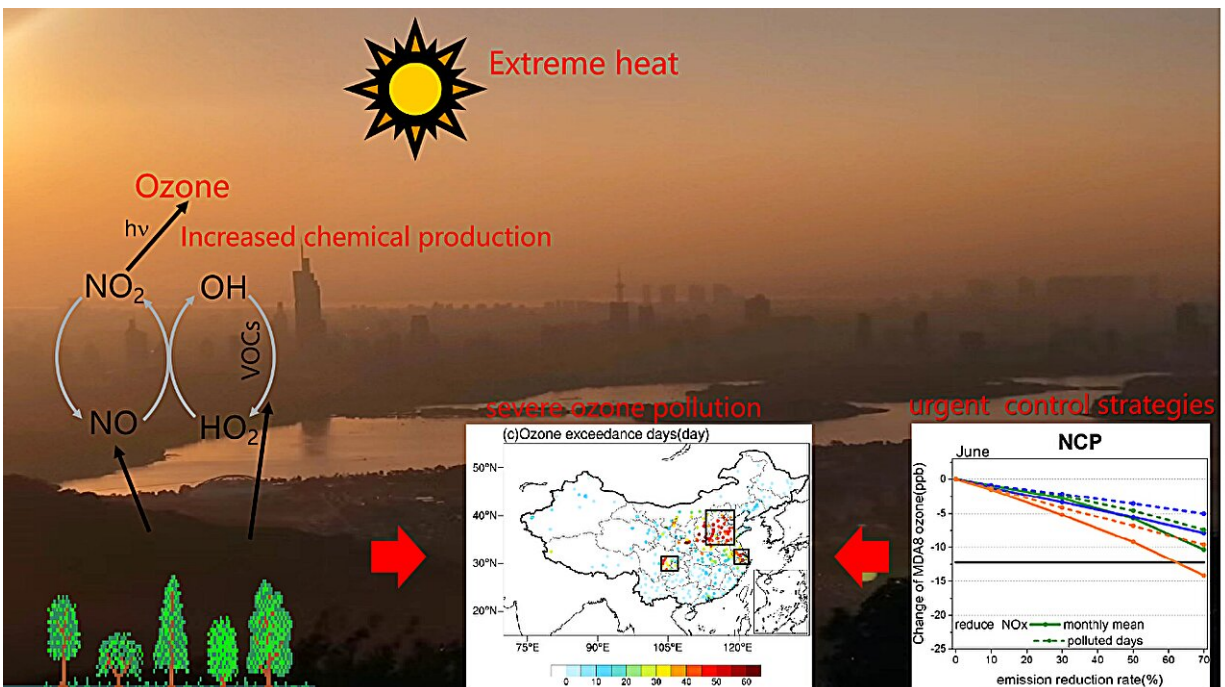 Extreme heat
Ozone
hν
Increased chemical production
NO2
OH
VOCs
NO
HO2
severe ozone pollution
urgent control strategies
(c)Ozone exceedance days(day)
50°N
40°N
30°N
20°N
75°E 90°E 105°E 120°E
0 10 20 30 40 50 60
NCP
June
Change of MDA8 ozone(ppb)
0
-5
-10
-15
-20
-25
reduce NOx
monthly mean
polluted days
0 10 30 50 70
emission reduction rate(%)